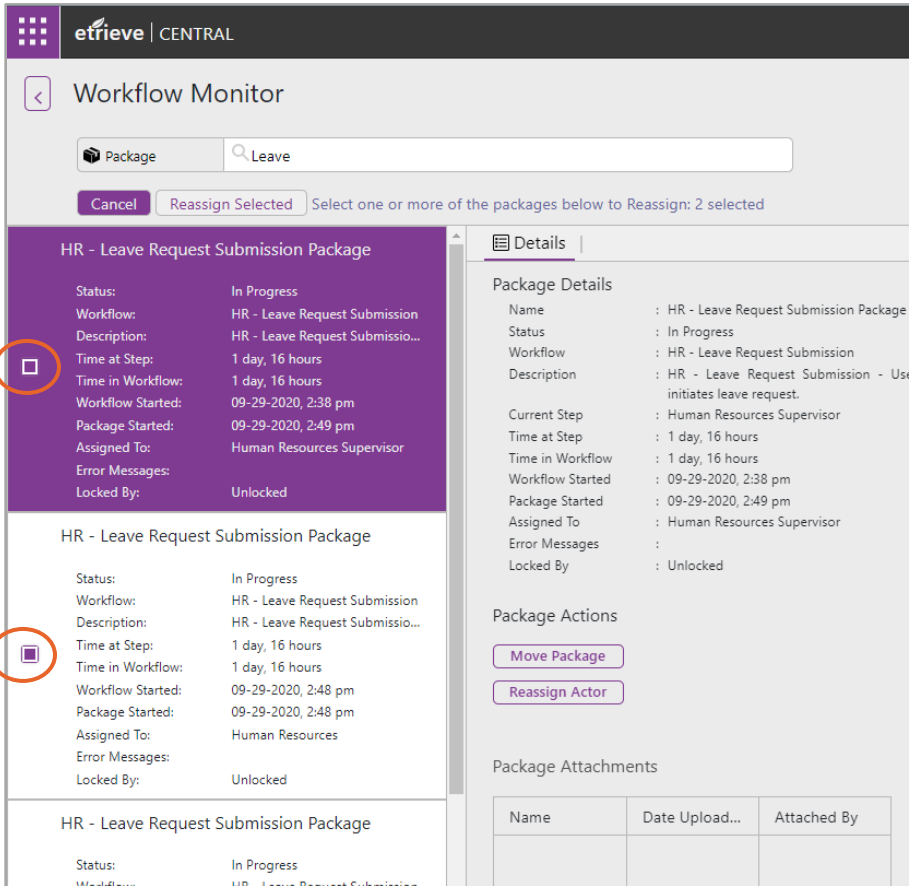 etrieve | CENTRAL
Workflow Monitor
Package Leave
Cancel Reassign Selected Select one or more of the packages below to Reassign: 2 selected
HR - Leave Request Submission Package
Status: In Progress
Workflow: HR - Leave Request Submission
Description: HR - Leave Request Submissio...
Time at Step: 1 day, 16 hours
Time in Workflow: 1 day, 16 hours
Workflow Started: 09-29-2020, 2:38 pm
Package Started: 09-29-2020, 2:49 pm
Assigned To: Human Resources Supervisor
Error Messages:
Locked By: Unlocked
HR - Leave Request Submission Package
Status: In Progress
Workflow: HR - Leave Request Submission
Description: HR - Leave Request Submissio...
Time at Step: 1 day, 16 hours
Time in Workflow: 1 day, 16 hours
Workflow Started: 09-29-2020, 2:48 pm
Package Started: 09-29-2020, 2:48 pm
Assigned To: Human Resources
Error Messages:
Locked By: Unlocked
HR - Leave Request Submission Package
Status: In Progress
Workflow: HR - Leave Request Submission
Details |
Package Details
Name : HR - Leave Request Submission Package
Status : In Progress
Workflow : HR - Leave Request Submission
Description : HR - Leave Request Submission - Use
initiates leave request.
Current Step : Human Resources Supervisor
Time at Step : 1 day, 16 hours
Time in Workflow : 1 day, 16 hours
Workflow Started : 09-29-2020, 2:38 pm
Package Started : 09-29-2020, 2:49 pm
Assigned To : Human Resources Supervisor
Error Messages :
Locked By : Unlocked
Package Actions
Move Package
Reassign Actor
Package Attachments
Name Date Upload... Attached By